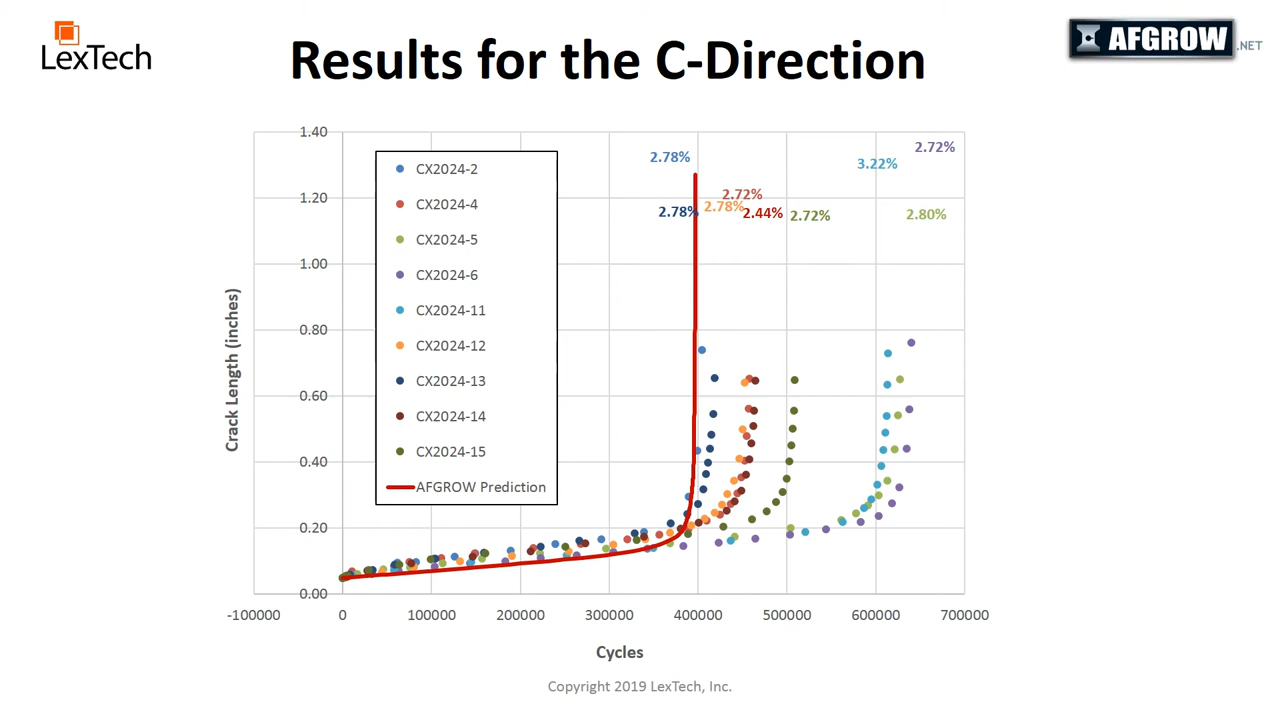 LexTech
AFGROW.NET
Results for the C-Direction
1.40
1.20
1.00
0.80
0.60
0.40
0.20
0.00
Crack Length (inches)
CX2024-2
CX2024-4
CX2024-5
CX2024-6
CX2024-11
CX2024-12
CX2024-13
CX2024-14
CX2024-15
AFGROW Prediction
2.78%
2.72%
3.22%
2.72%
2.78%
2.78%
2.44%
2.72%
2.80%
-100000 0 100000 200000 300000 400000 500000 600000 700000
Cycles
Copyright 2019 LexTech, Inc.